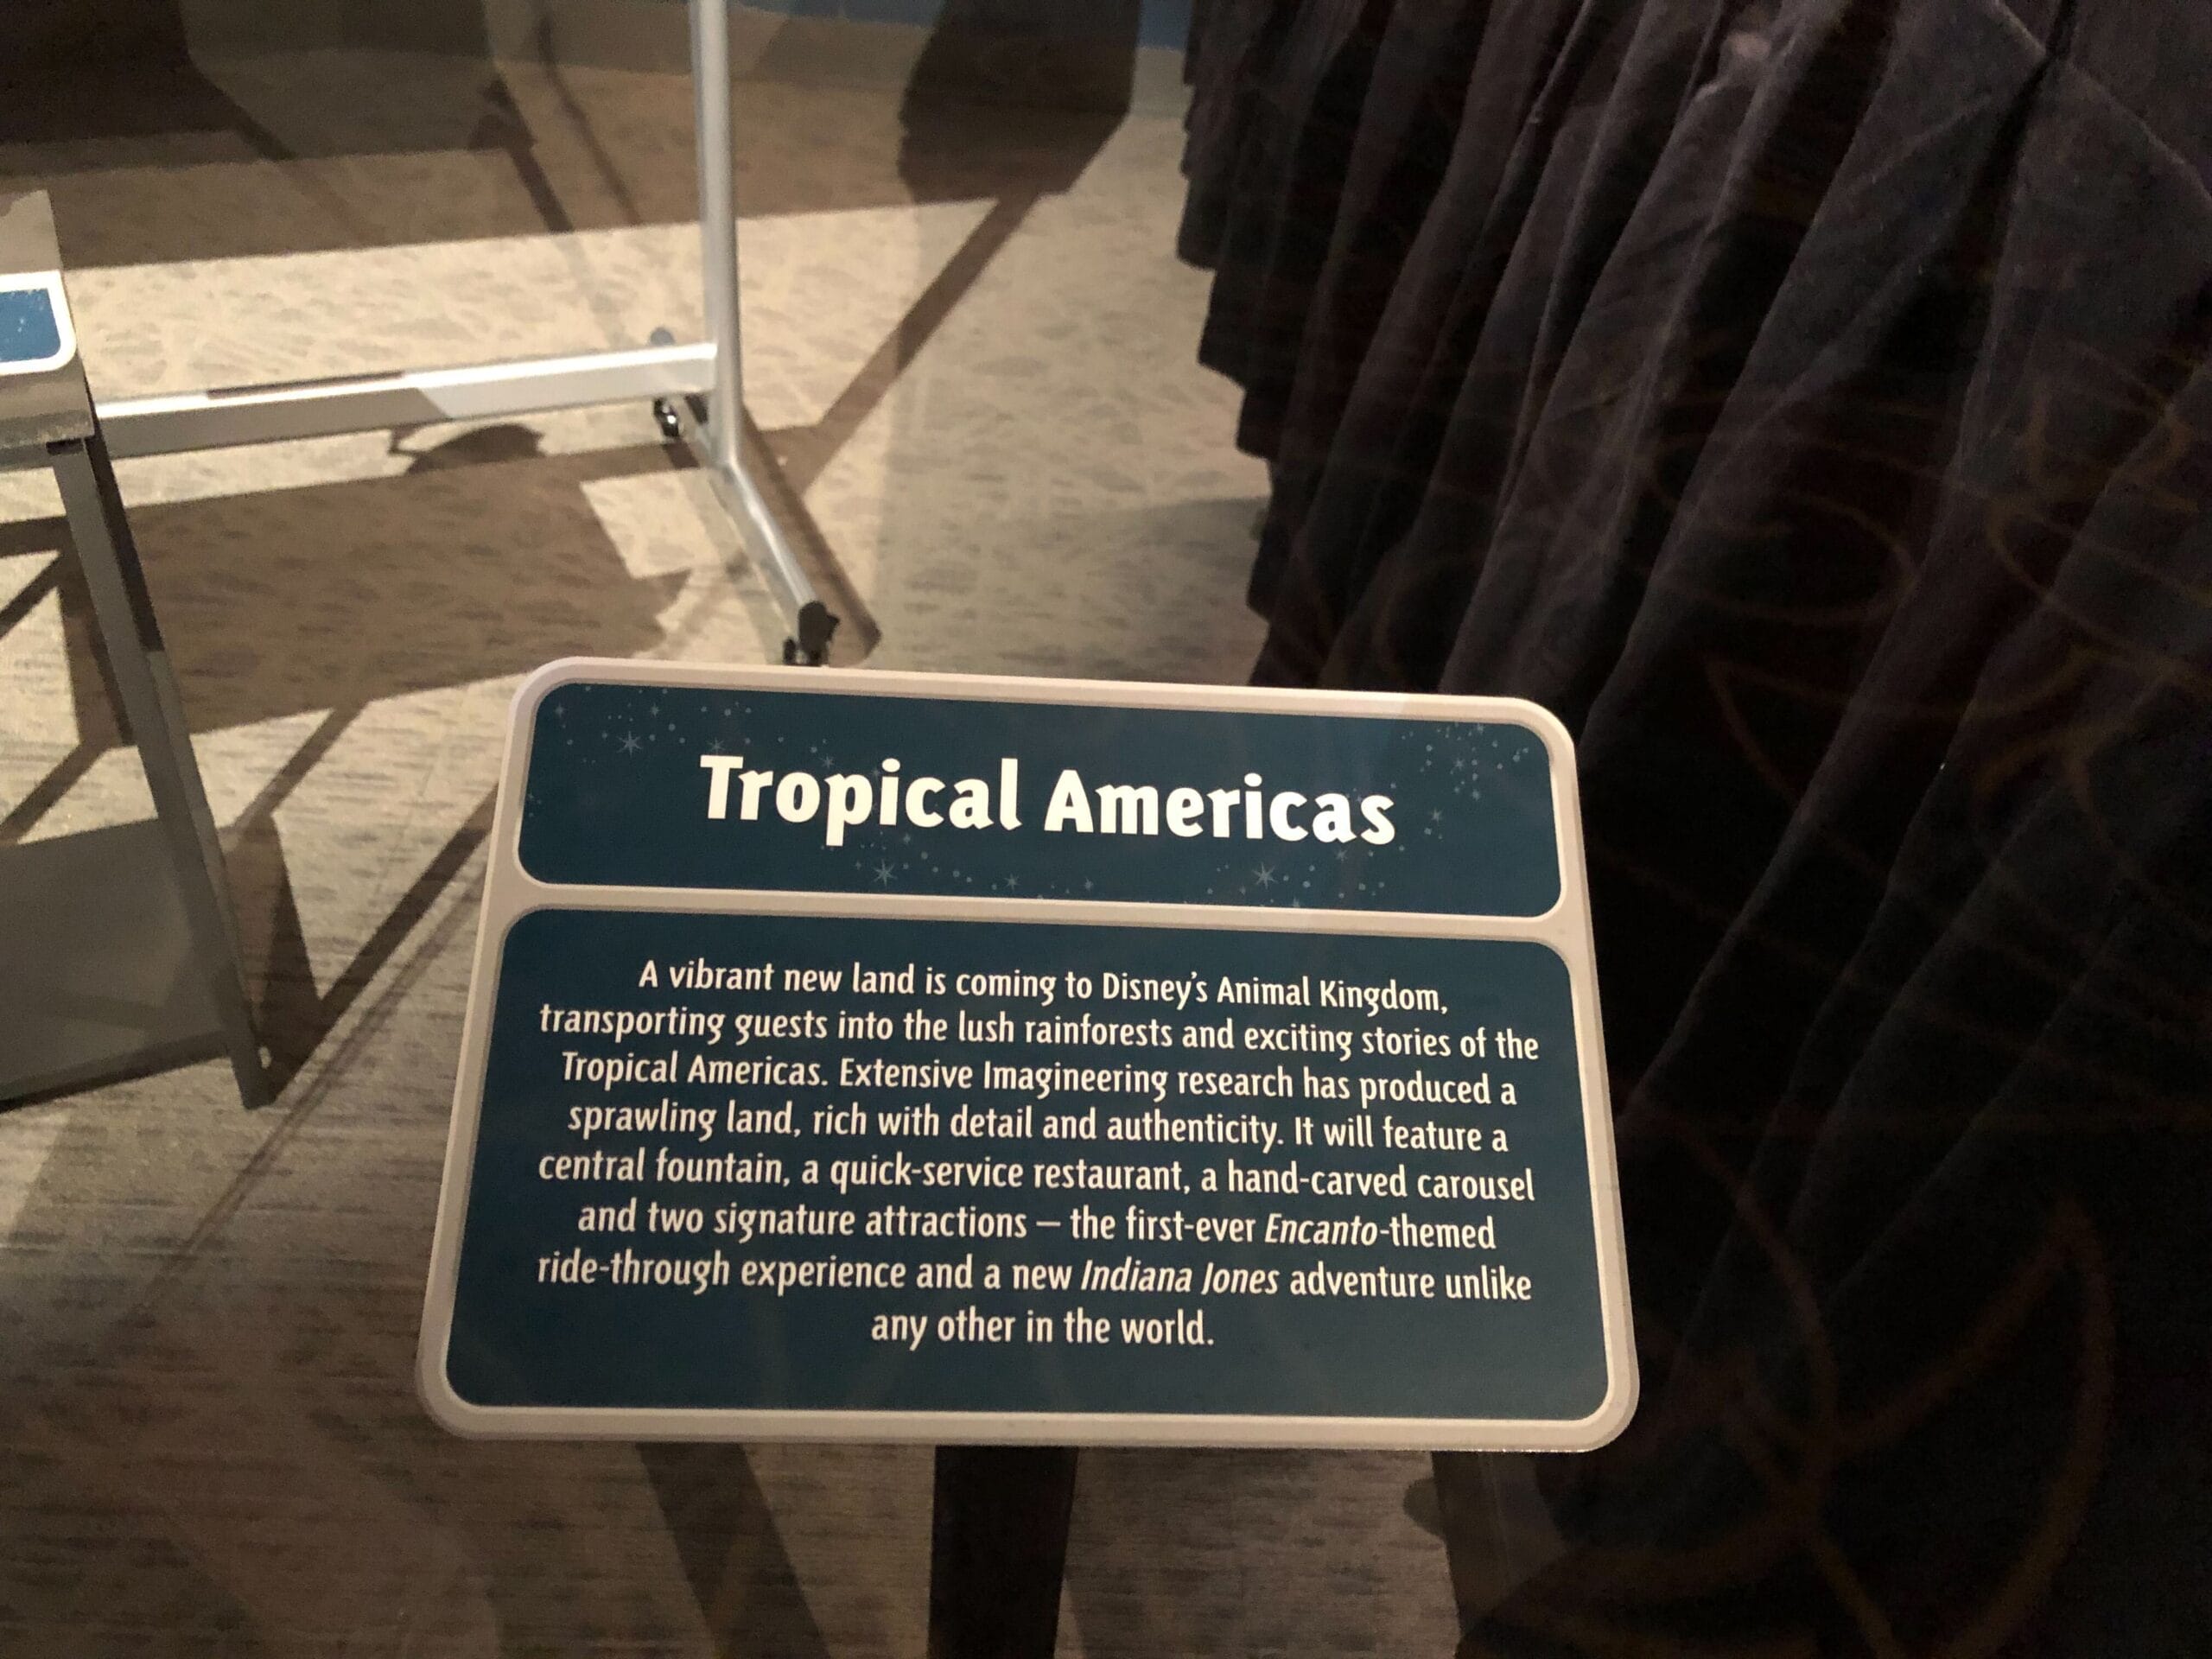 Tropical Americas
A vibrant new land is coming to Disney's Animal Kingdom,
transporting guests into the lush rainforests and exciting stories of the
Tropical Americas. Extensive Imagineering research has produced a
sprawling land, rich with detail and authenticity. It will feature a
central fountain, a quick-service restaurant, a hand-carved carousel
and two signature attractions – the first-ever Encanto-themed
ride-through experience and a new Indiana Jones adventure unlike
any other in the world.